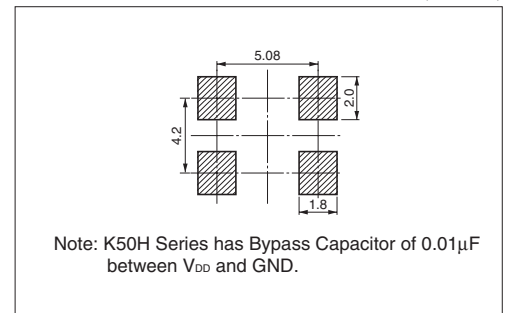 5.08
2.0
4.2
1.8
Note: K50H Series has Bypass Capacitor of 0.01μF
between VDD and GND.